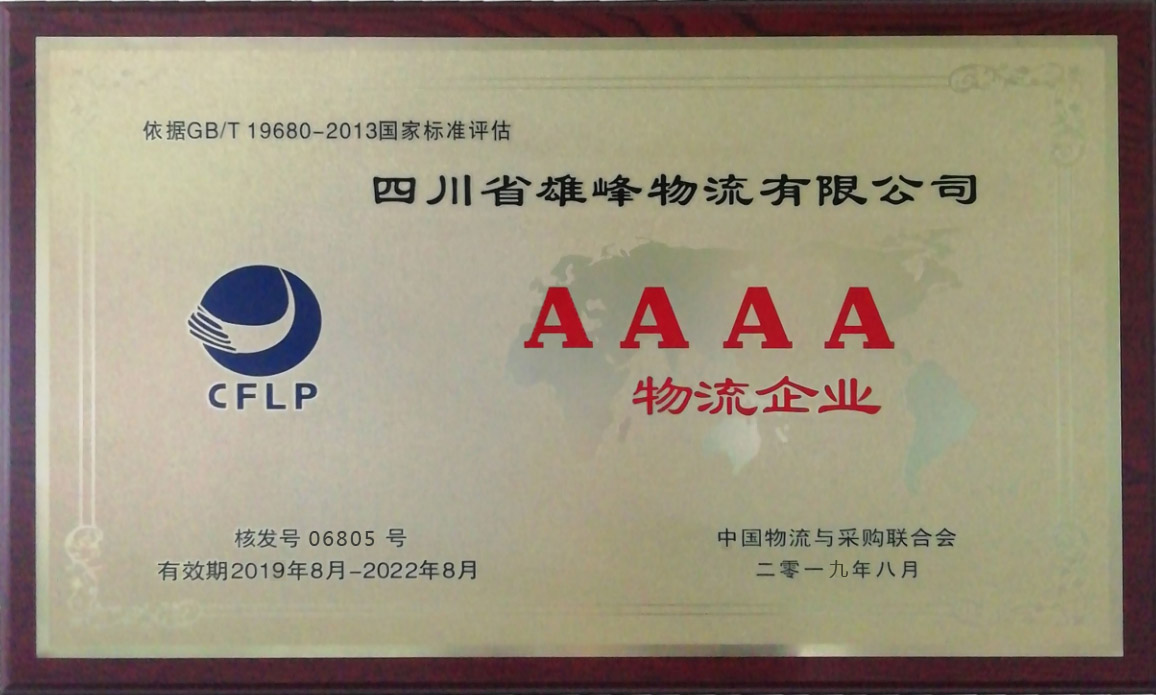 依据GB/T 19680-2013国家标准评估
四川省雄峰物流有限公司
A A A A
物流企业
CFLP
核发号 06805 号
有效期2019年8月-2022年8月
中国物流与采购联合会
二零一九年八月